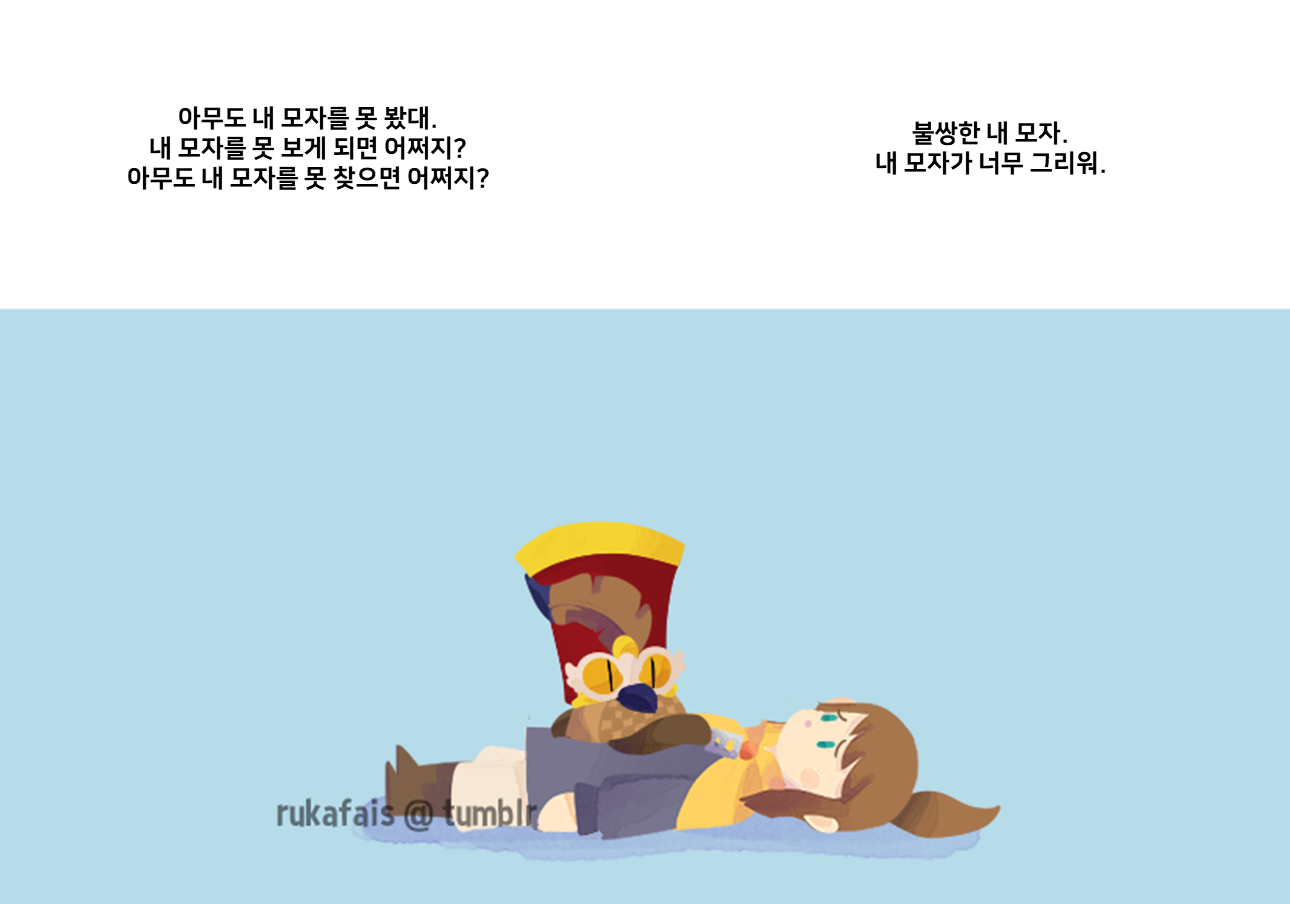 아무도 내 모자를 못 봤대.
내 모자를 못 보게 되면 어쩌지?
아무도 내 모자를 못 찾으면 어쩌지?
불쌍한 내 모자.
내 모자가 너무 그리워.
rukafais @ tumblr